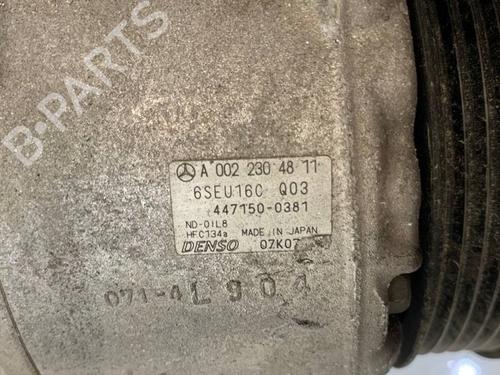 B-PARTS
A 002 230 48 11
6SEU16C Q03
447150-0381
ND-OIL8
HFC134a MADE IN JAPAN
DENSO 07K07
071-4L904